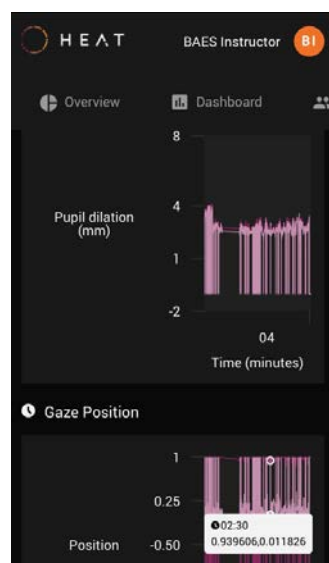 HEAT
BAES Instructor
BI
Overview
Dashboard
8
4
Pupil dilation
(mm)
1
-2
04
Time (minutes)
Gaze Position
1
0.25
02:30
0.939606,0.011826
Position
-0.50